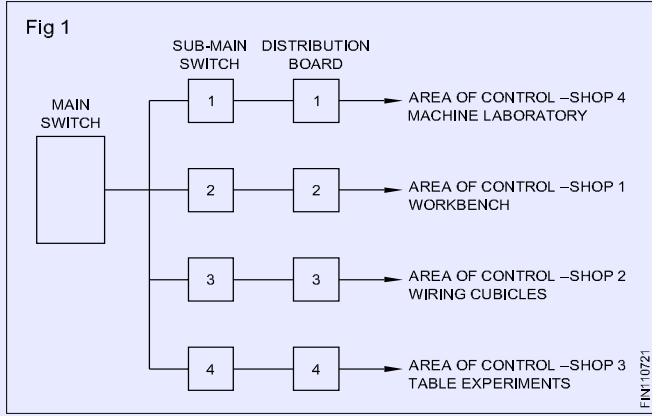 Fig 1
SUB-MAIN
SWITCH
DISTRIBUTION
BOARD
MAIN
SWITCH
1
1
AREA OF CONTROL –SHOP 4
MACHINE LABORATORY
2
2
AREA OF CONTROL –SHOP 1
WORKBENCH
3
3
AREA OF CONTROL –SHOP 2
WIRING CUBICLES
4
4
AREA OF CONTROL –SHOP 3
TABLE EXPERIMENTS
FIN110721